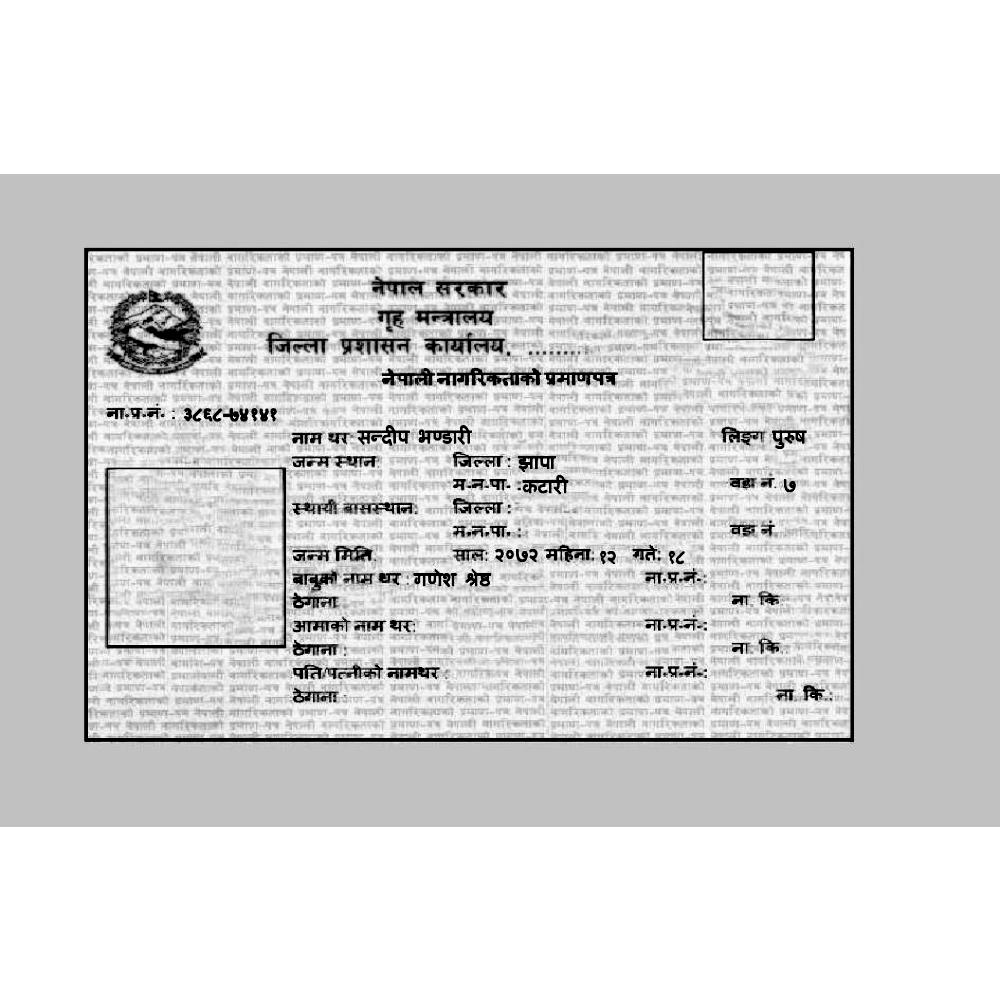 नेपाल सरकार
गृह मन्त्रालय
जिल्ला प्रशासन कार्यालय, .........
नेपाली नागरिकताको प्रमाणपत्र
ना.प्र.नं. : ३८६८-७४१४१
नाम थर: सन्दीप भण्डारी लिङ्ग पुरुष
जन्म स्थान: जिल्ला : झापा
म.न.पा. : कटारी वडा नं. ७
स्थायी बासस्थान: जिल्ला :
म.न.पा. : वडा नं.
जन्म मिति: साल: २०७२ महिना: १२ गते: १८
बाबुको नाम थर : गणेश श्रेष्ठ ना.प्र.नं.:
ठेगाना: ना. कि.
आमाको नाम थर: ना.प्र.नं.:
ठेगाना : ना. कि.:
पति/पत्नीको नामथर : ना.प्र.नं.:
ठेगाना : ना. कि.: